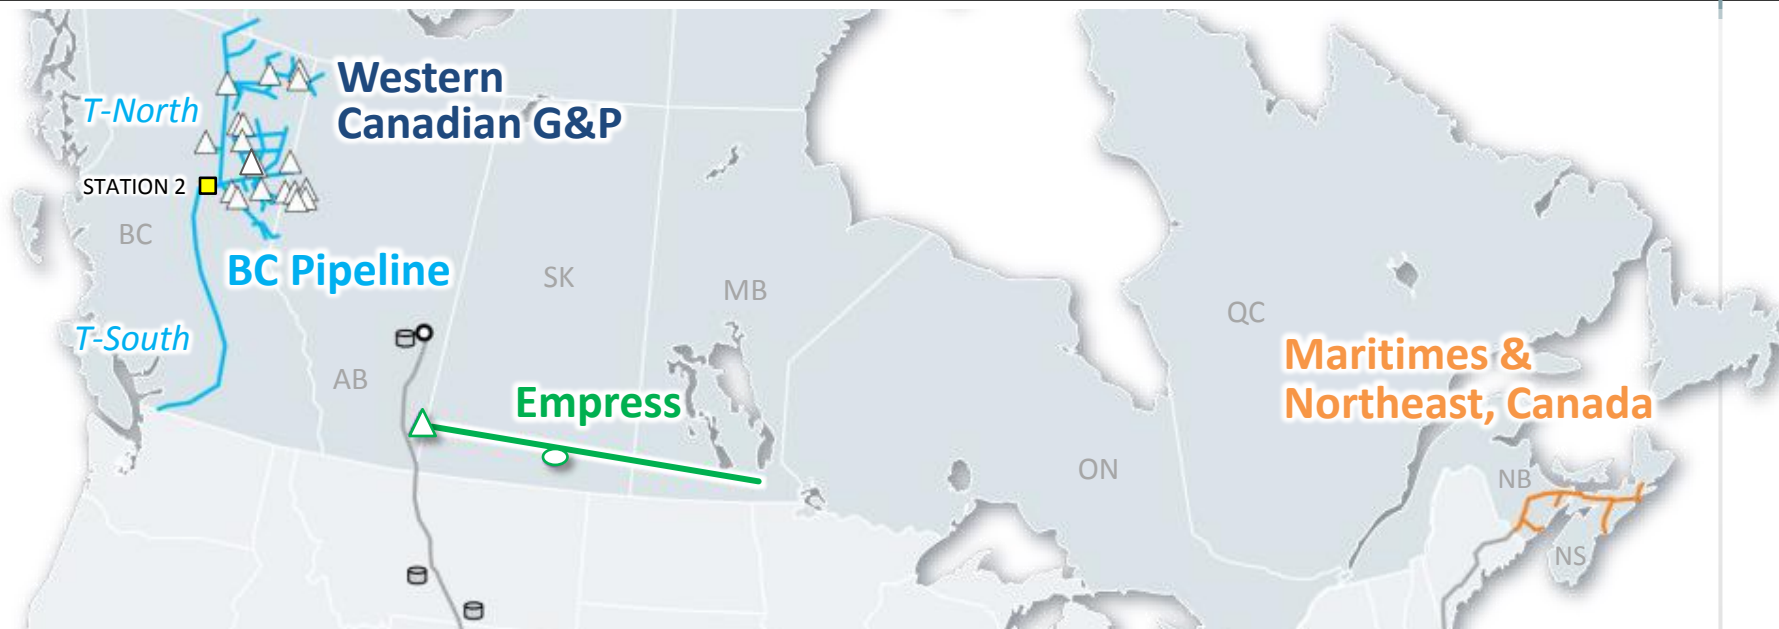 Western
Canadian G&P
T-North
STATION 2
BC
BC Pipeline
SK
MB
QC
T-South
AB
Empress
Maritimes &
Northeast, Canada
ON
NB
NS